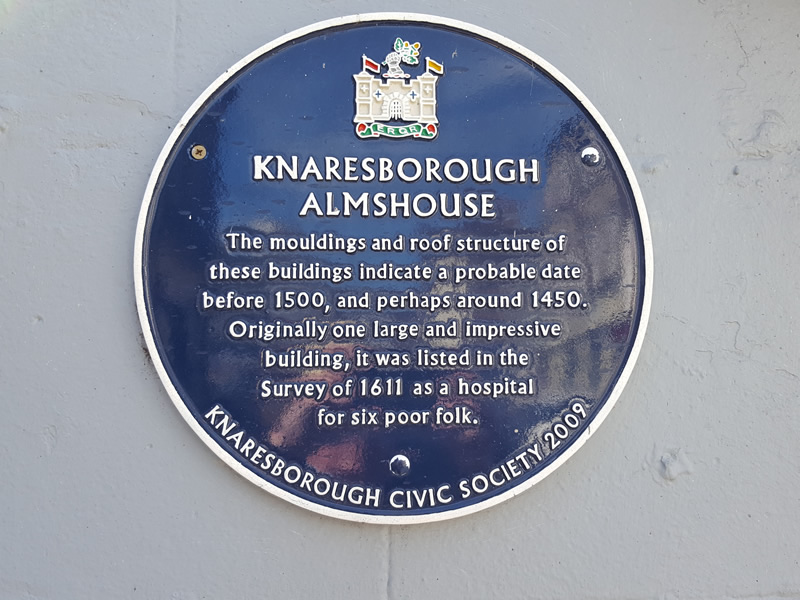 ERGR
KNARESBOROUGH
ALMSHOUSE
The mouldings and roof structure of
these buildings indicate a probable date
before 1500, and perhaps around 1450.
Originally one large and impressive
building, it was listed in the
Survey of 1611 as a hospital
for six poor folk.
KNARESBOROUGH CIVIC SOCIETY 2009